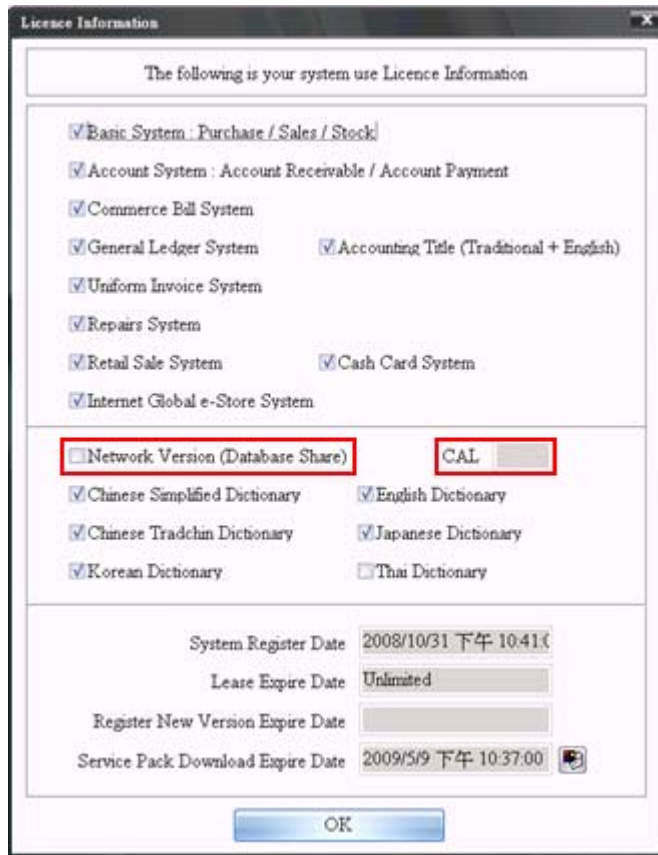 Licence Information
The following is your system use Licence Information
Basic System : Purchase / Sales / Stock
Account System : Account Receivable / Account Payment
Commerce Bill System
General Ledger System Accounting Title (Traditional + English)
Uniform Invoice System
Repairs System
Retail Sale System Cash Card System
Internet Global e-Store System
Network Version (Database Share) CAL
Chinese Simplified Dictionary English Dictionary
Chinese Tradchin Dictionary Japanese Dictionary
Korean Dictionary Thai Dictionary
System Register Date 2008/10/31 下午 10:41:0
Lease Expire Date Unlimited
Register New Version Expire Date
Service Pack Download Expire Date 2009/5/9 下午 10:37:00
OK